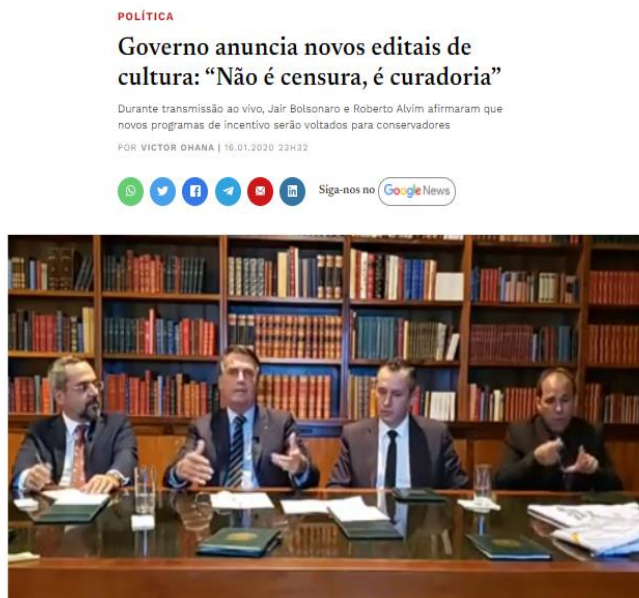 POLÍTICA
Governo anuncia novos editais de
cultura: “Não é censura, é curadoria”
Durante transmissão ao vivo, Jair Bolsonaro e Roberto Alvim afirmaram que
novos programas de incentivo serão voltados para conservadores
POR VICTOR OHANA | 16.01.2020 23H32
Siga-nos no Google News